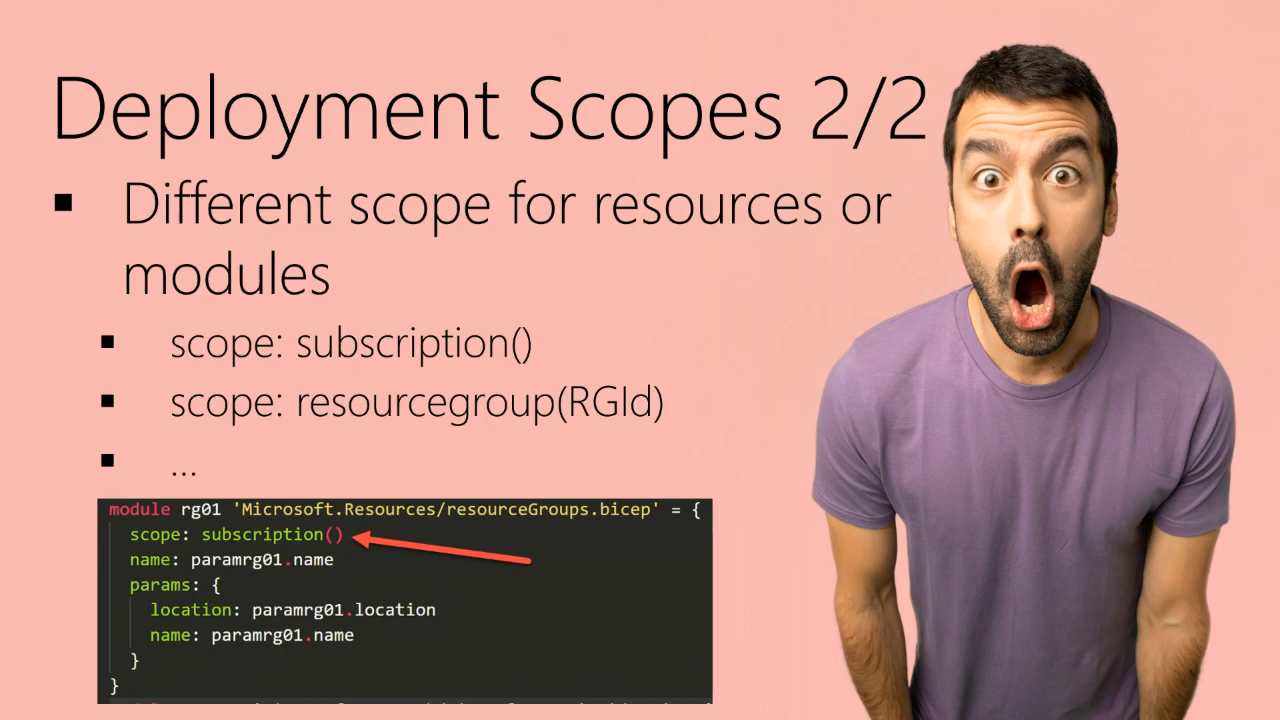 Deployment Scopes 2/2
▪ Different scope for resources or
modules
▪ scope: subscription()
▪ scope: resourcegroup(RGId)
▪ ...
module rg01 'Microsoft.Resources/resourceGroups.bicep' = {
scope: subscription()
name: paramrg01.name
params: {
location: paramrg01.location
name: paramrg01.name
}
}